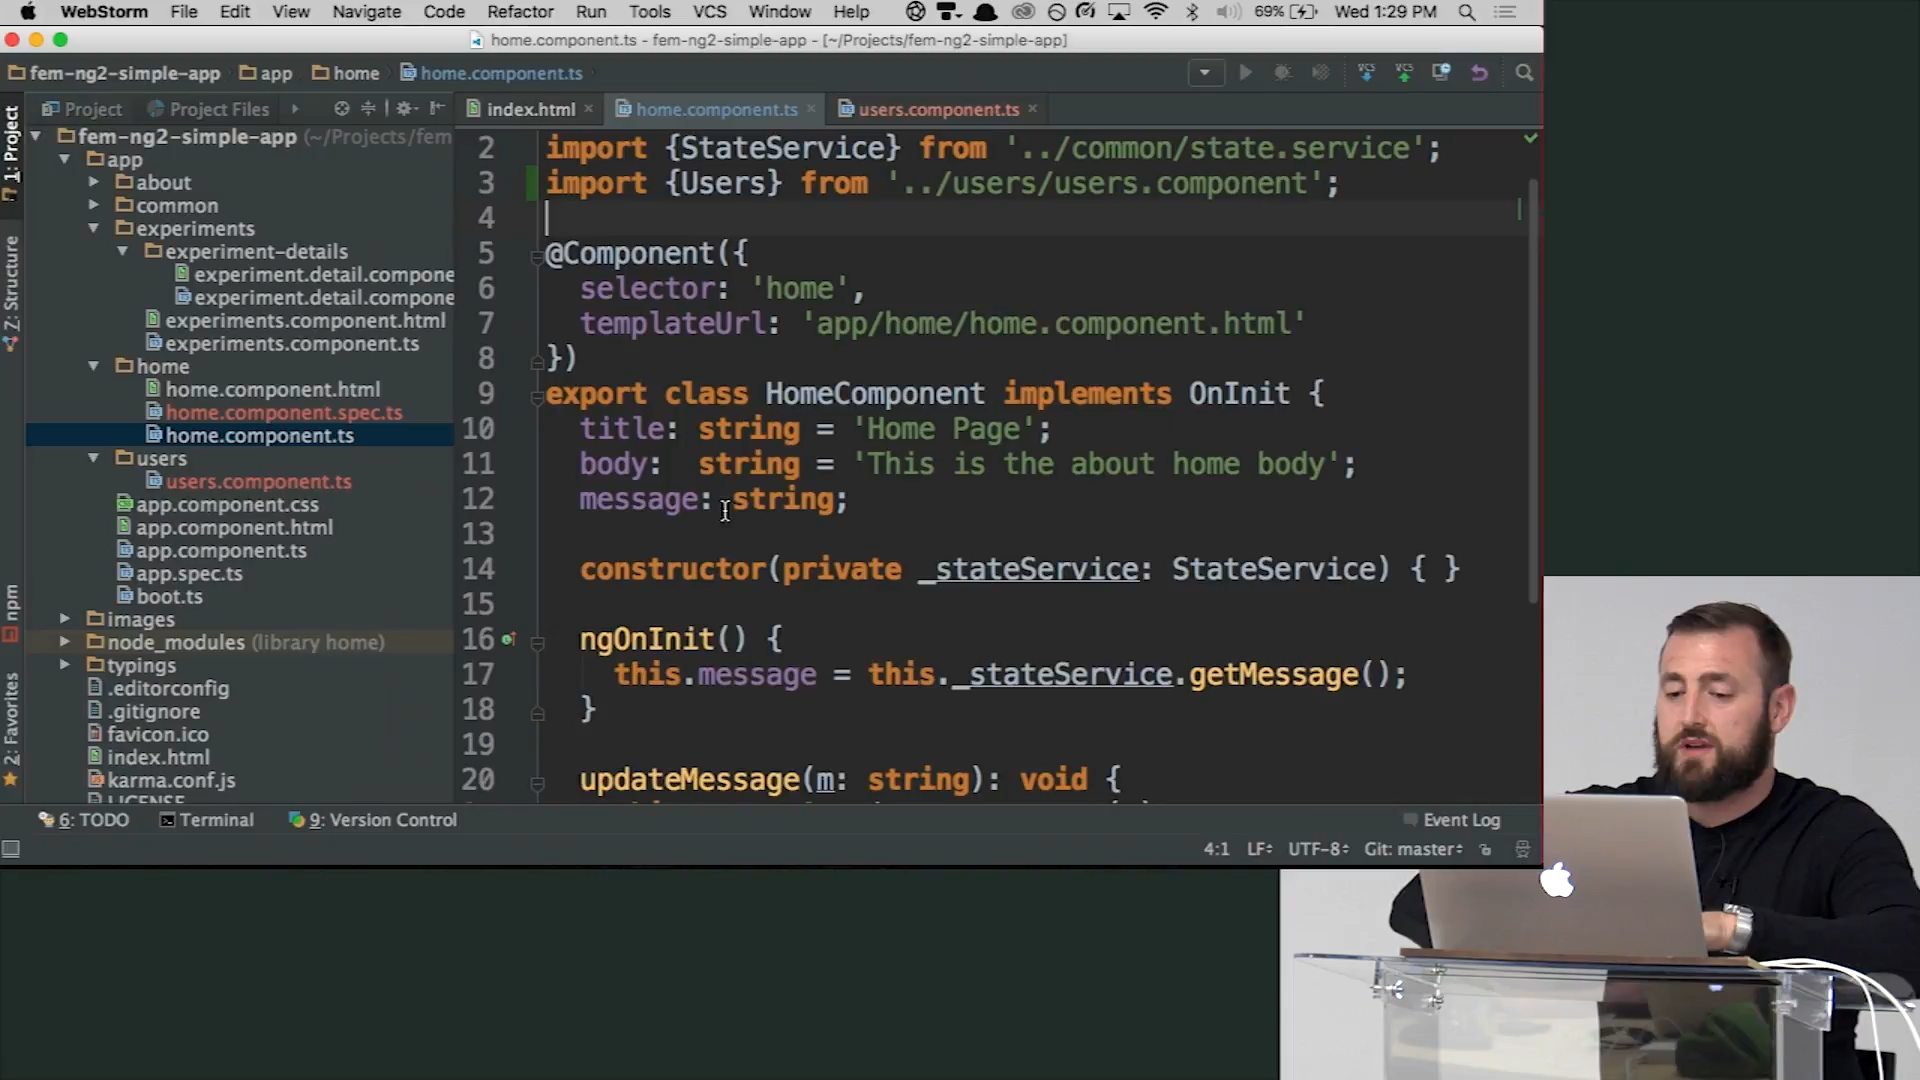 WebStorm File Edit View Navigate Code Refactor Run Tools VCS Window Help 69% Wed 1:29 PM
home.component.ts - fem-ng2-simple-app - [~/Projects/fem-ng2-simple-app]
fem-ng2-simple-app app home home.component.ts
Project Project Files index.html home.component.ts users.component.ts
1: Project
Z: Structure
npm
2: Favorites
fem-ng2-simple-app (~/Projects/fem
app
about
common
experiments
experiment-details
experiment.detail.compone
experiment.detail.compone
experiments.component.html
experiments.component.ts
home
home.component.html
home.component.spec.ts
home.component.ts
users
users.component.ts
app.component.css
app.component.html
app.component.ts
app.spec.ts
boot.ts
images
node_modules (library home)
typings
.editorconfig
.gitignore
favicon.ico
index.html
karma.conf.js
LICENSE
2 import {StateService} from '../common/state.service';
3 import {Users} from '../users/users.component';
4
5 @Component({
6 selector: 'home',
7 templateUrl: 'app/home/home.component.html'
8 })
9 export class HomeComponent implements OnInit {
10 title: string = 'Home Page';
11 body: string = 'This is the about home body';
12 message: string;
13
14 constructor(private _stateService: StateService) { }
15
16 ngOnInit() {
17 this.message = this._stateService.getMessage();
18 }
19
20 updateMessage(m: string): void {
6: TODO Terminal 9: Version Control Event Log
4:1 LF UTF-8 Git: master